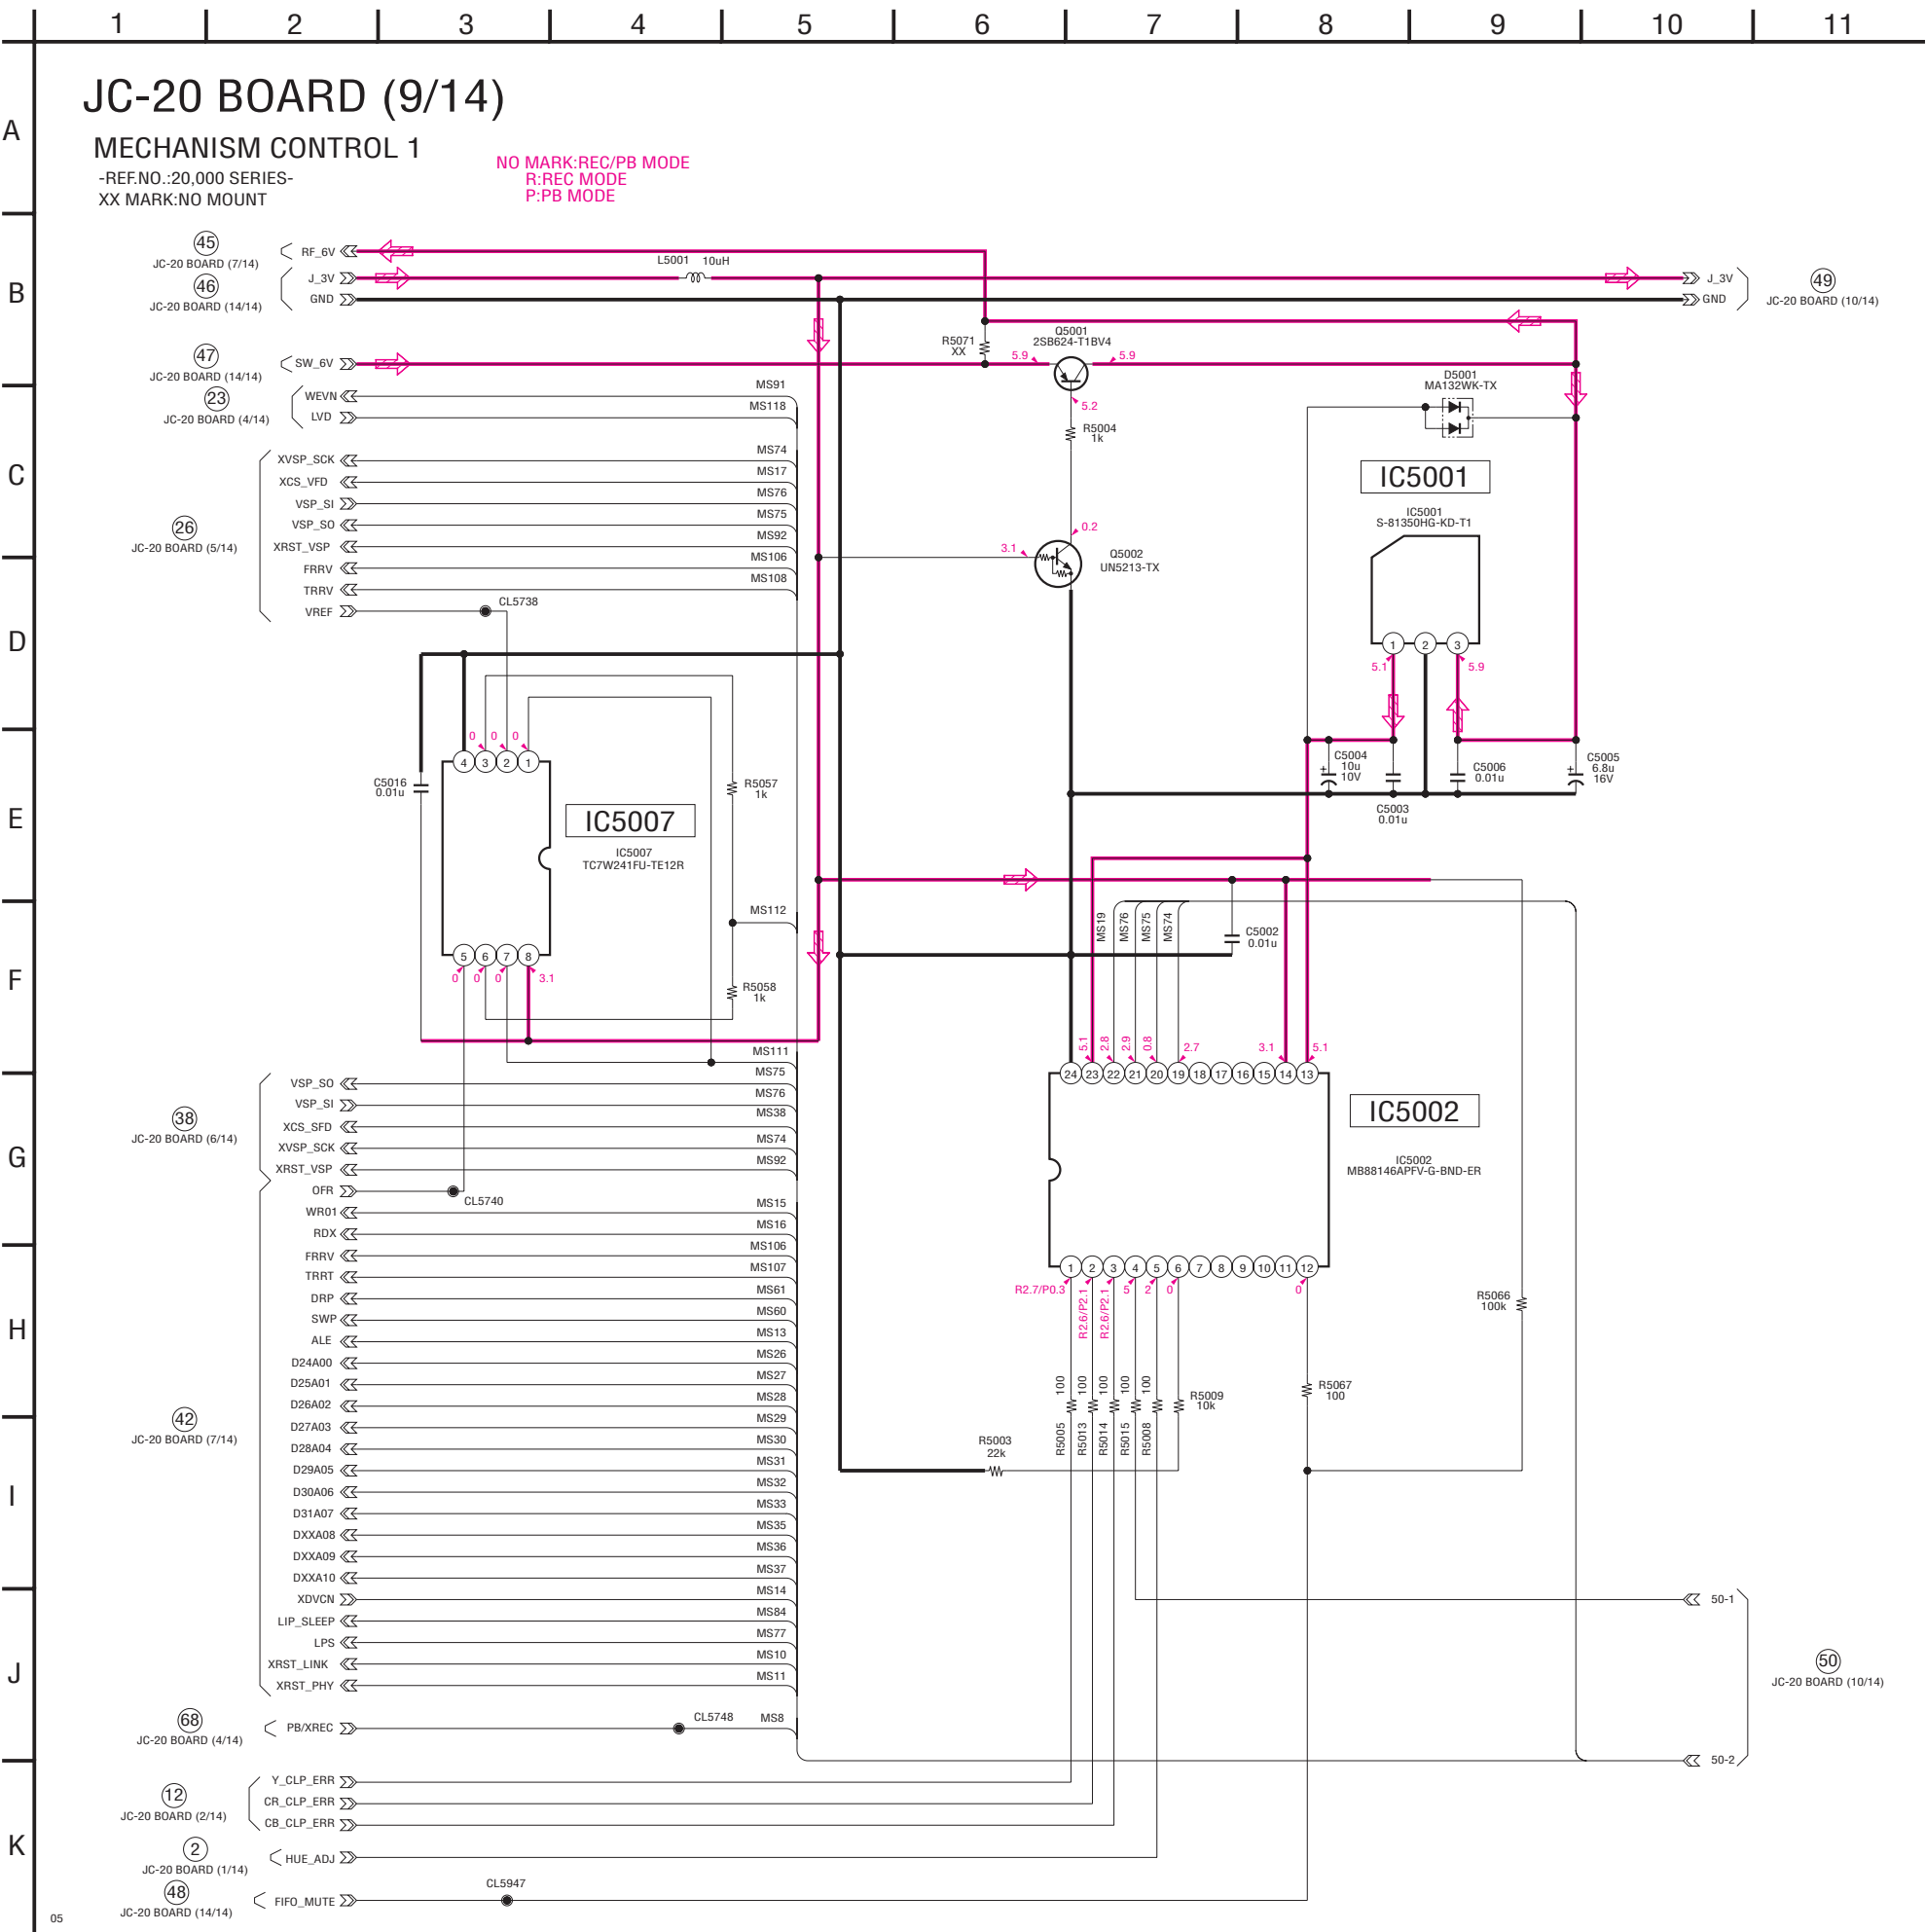 1 2 3 4 5 6 7 8 9 10 11
A
B
C
D
E
F
G
H
I
J
K
JC-20 BOARD (9/14)
MECHANISM CONTROL 1
-REF.NO.:20,000 SERIES-
XX MARK:NO MOUNT
NO MARK:REC/PB MODE
R:REC MODE
P:PB MODE
45
JC-20 BOARD (7/14)
RF_6V
46
JC-20 BOARD (14/14)
J_3V
GND
L5001 10uH
J_3V
GND
49
JC-20 BOARD (10/14)
47
JC-20 BOARD (14/14)
SW_6V
R5071
XX
Q5001
2SB624-T1BV4
5.9
5.9
5.2
R5004
1k
D5001
MA132WK-TX
23
JC-20 BOARD (4/14)
WEVN MS91
LVD MS118
26
JC-20 BOARD (5/14)
XVSP_SCK MS74
XCS_VFD MS17
VSP_SI MS76
VSP_SO MS75
XRST_VSP MS92
FRRV MS106
TRRV MS108
VREF CL5738
0.2
3.1
Q5002
UN5213-TX
IC5001
IC5001
S-81350HG-KD-T1
1 2 3
5.1
5.9
C5004
10u
10V
C5003
0.01u
C5006
0.01u
C5005
6.8u
16V
0 0 0
4 3 2 1
C5016
0.01u
IC5007
IC5007
TC7W241FU-TE12R
R5057
1k
MS112
5 6 7 8
0 0 0 3.1
R5058
1k
MS111
MS19
MS76
MS75
MS74
C5002
0.01u
5.1
2.8
2.9
0.8
2.7
3.1
5.1
24 23 22 21 20 19 18 17 16 15 14 13
IC5002
IC5002
MB88146APFV-G-BND-ER
1 2 3 4 5 6 7 8 9 10 11 12
R2.7/P0.3
R2.6/P2.1
R2.6/P2.1
5
2
0
0
R5066
100k
100
100
100
100
100
R5005
R5013
R5014
R5015
R5008
R5009
10k
R5067
100
R5003
22k
38
JC-20 BOARD (6/14)
VSP_SO MS75
VSP_SI MS76
XCS_SFD MS38
XVSP_SCK MS74
XRST_VSP MS92
42
JC-20 BOARD (7/14)
OFR CL5740
WR01 MS15
RDX MS16
FRRV MS106
TRRT MS107
DRP MS61
SWP MS60
ALE MS13
D24A00 MS26
D25A01 MS27
D26A02 MS28
D27A03 MS29
D28A04 MS30
D29A05 MS31
D30A06 MS32
D31A07 MS33
DXXA08 MS35
DXXA09 MS36
DXXA10 MS37
XDVCN MS14
LIP_SLEEP MS84
LPS MS77
XRST_LINK MS10
XRST_PHY MS11
68
JC-20 BOARD (4/14)
PB/XREC CL5748 MS8
50-1
50-2
50
JC-20 BOARD (10/14)
12
JC-20 BOARD (2/14)
Y_CLP_ERR
CR_CLP_ERR
CB_CLP_ERR
2
JC-20 BOARD (1/14)
HUE_ADJ
48
JC-20 BOARD (14/14)
FIFO_MUTE CL5947
05